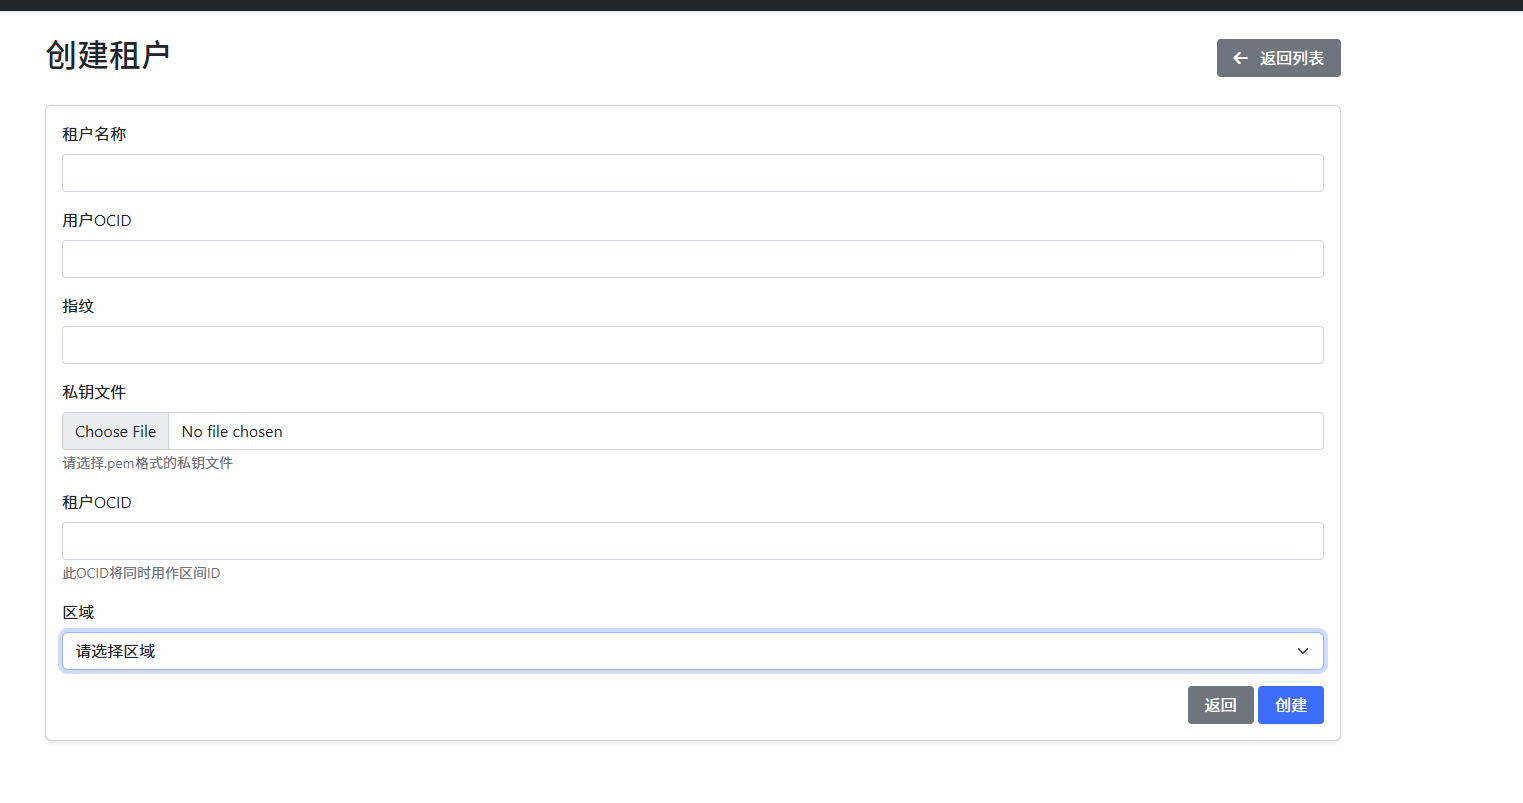 创建租户
返回列表
租户名称
用户OCID
指纹
私钥文件
Choose File No file chosen
请选择.pem格式的私钥文件
租户OCID
此OCID将同时用作区间ID
区域
请选择区域
返回 创建